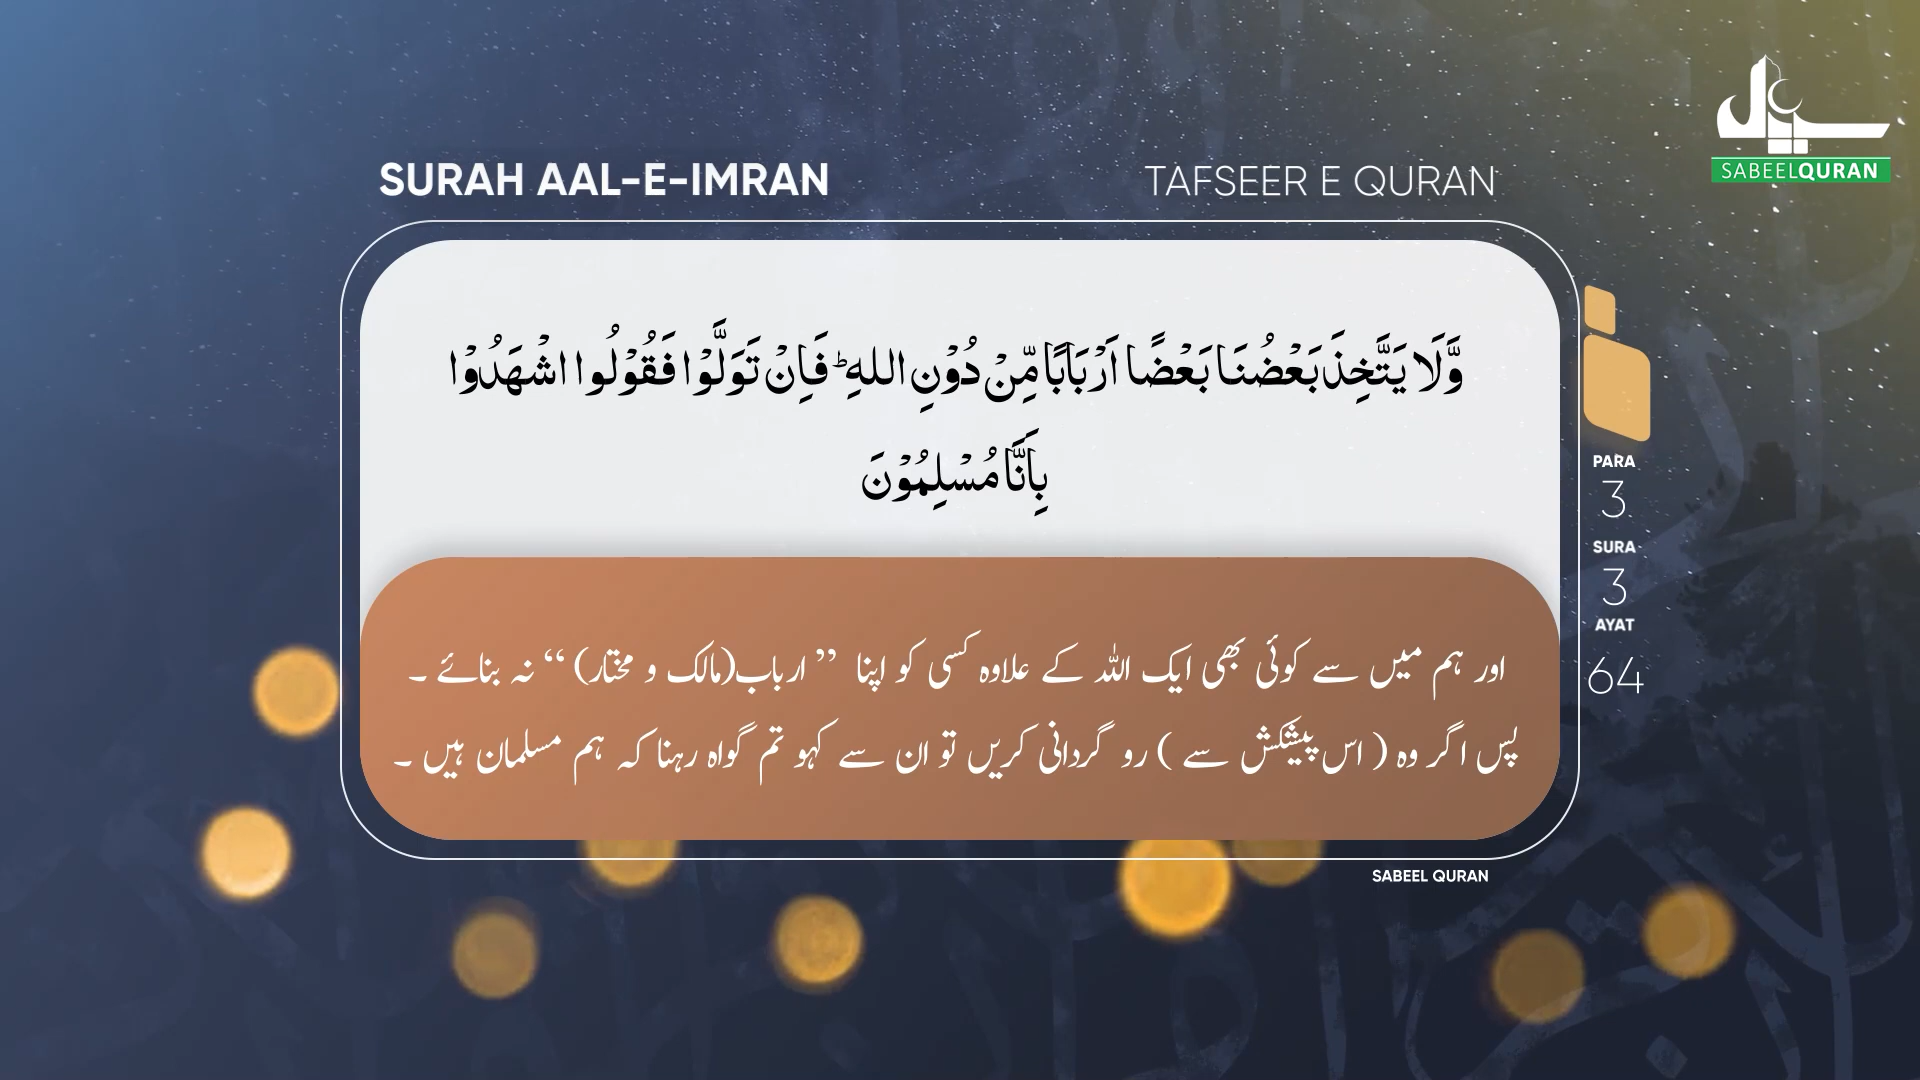 SURAH AAL-E-IMRAN
TAFSEER E QURAN
سبیل
SABEELQURAN
وَّلَا يَتَّخِذَ بَعْضُنَا بَعْضًا اَرْبَابًا مِّنْ دُوْنِ اللهِ ؕ فَاِنْ تَوَلَّوْا فَقُوْلُوا اشْهَدُوْا
بِاَنَّا مُسْلِمُوْنَ
اور ہم میں سے کوئی بھی ایک اللہ کے علاوہ کسی کو اپنا ” ارباب(مالک و مختار) “ نہ بنائے ۔
پس اگر وہ ( اس پیشکش سے ) رو گردانی کریں تو ان سے کہو تم گواہ رہنا کہ ہم مسلمان ہیں ۔
PARA
3
SURA
3
AYAT
64
SABEEL QURAN